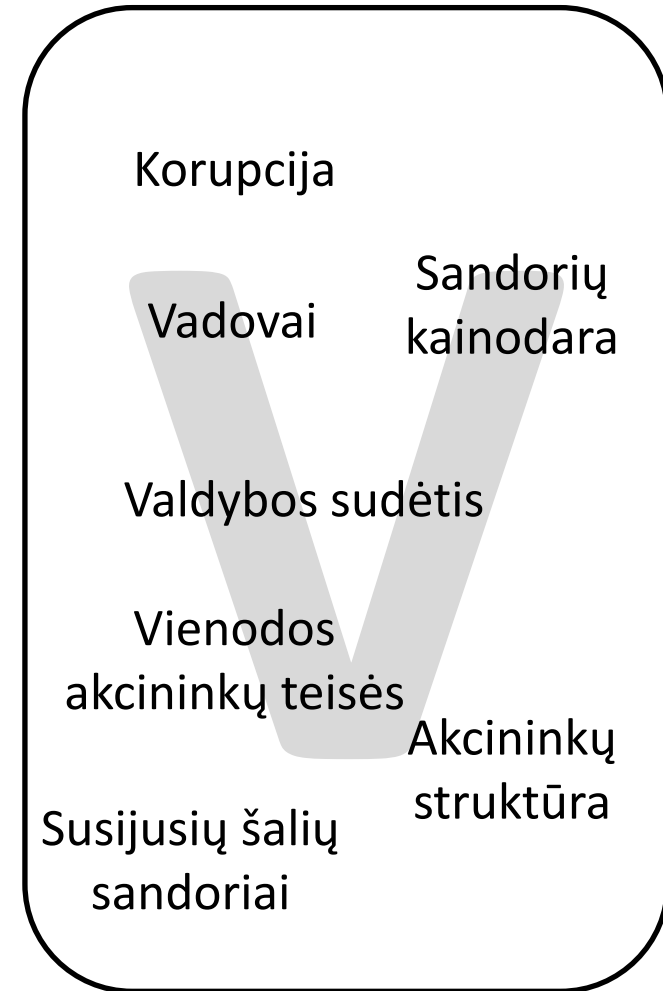 Korupcija
Sandorių
kainodara
Vadovai
V
Valdybos sudėtis
Vienodos
akcininkų teisės
Akcininkų
struktūra
Susijusių šalių
sandoriai